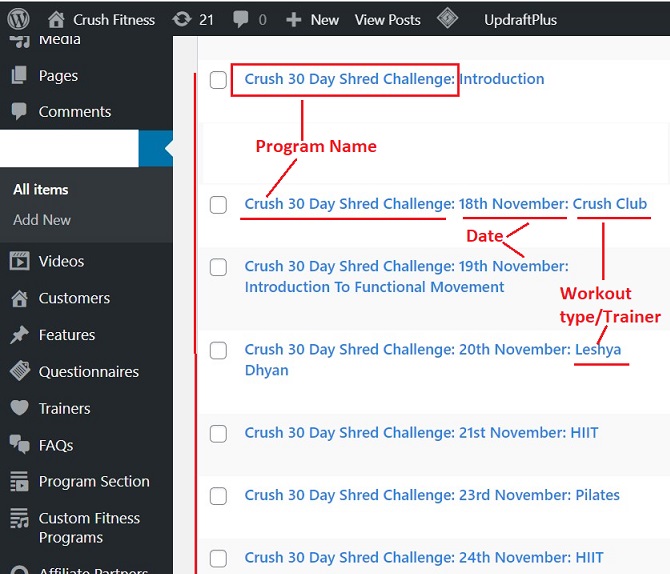 Crush Fitness 21 0 New View Posts UpdraftPlus
Media
Pages
Comments
All items
Add New
Videos
Customers
Features
Questionnaires
Trainers
FAQs
Program Section
Custom Fitness
Programs
Affiliate Partners
Crush 30 Day Shred Challenge: Introduction
Program Name
Crush 30 Day Shred Challenge: 18th November: Crush Club
Date
Crush 30 Day Shred Challenge: 19th November:
Introduction To Functional Movement
Workout
type/Trainer
Crush 30 Day Shred Challenge: 20th November: Leshya
Dhyan
Crush 30 Day Shred Challenge: 21st November: HIIT
Crush 30 Day Shred Challenge: 23rd November: Pilates
Crush 30 Day Shred Challenge: 24th November: HIIT